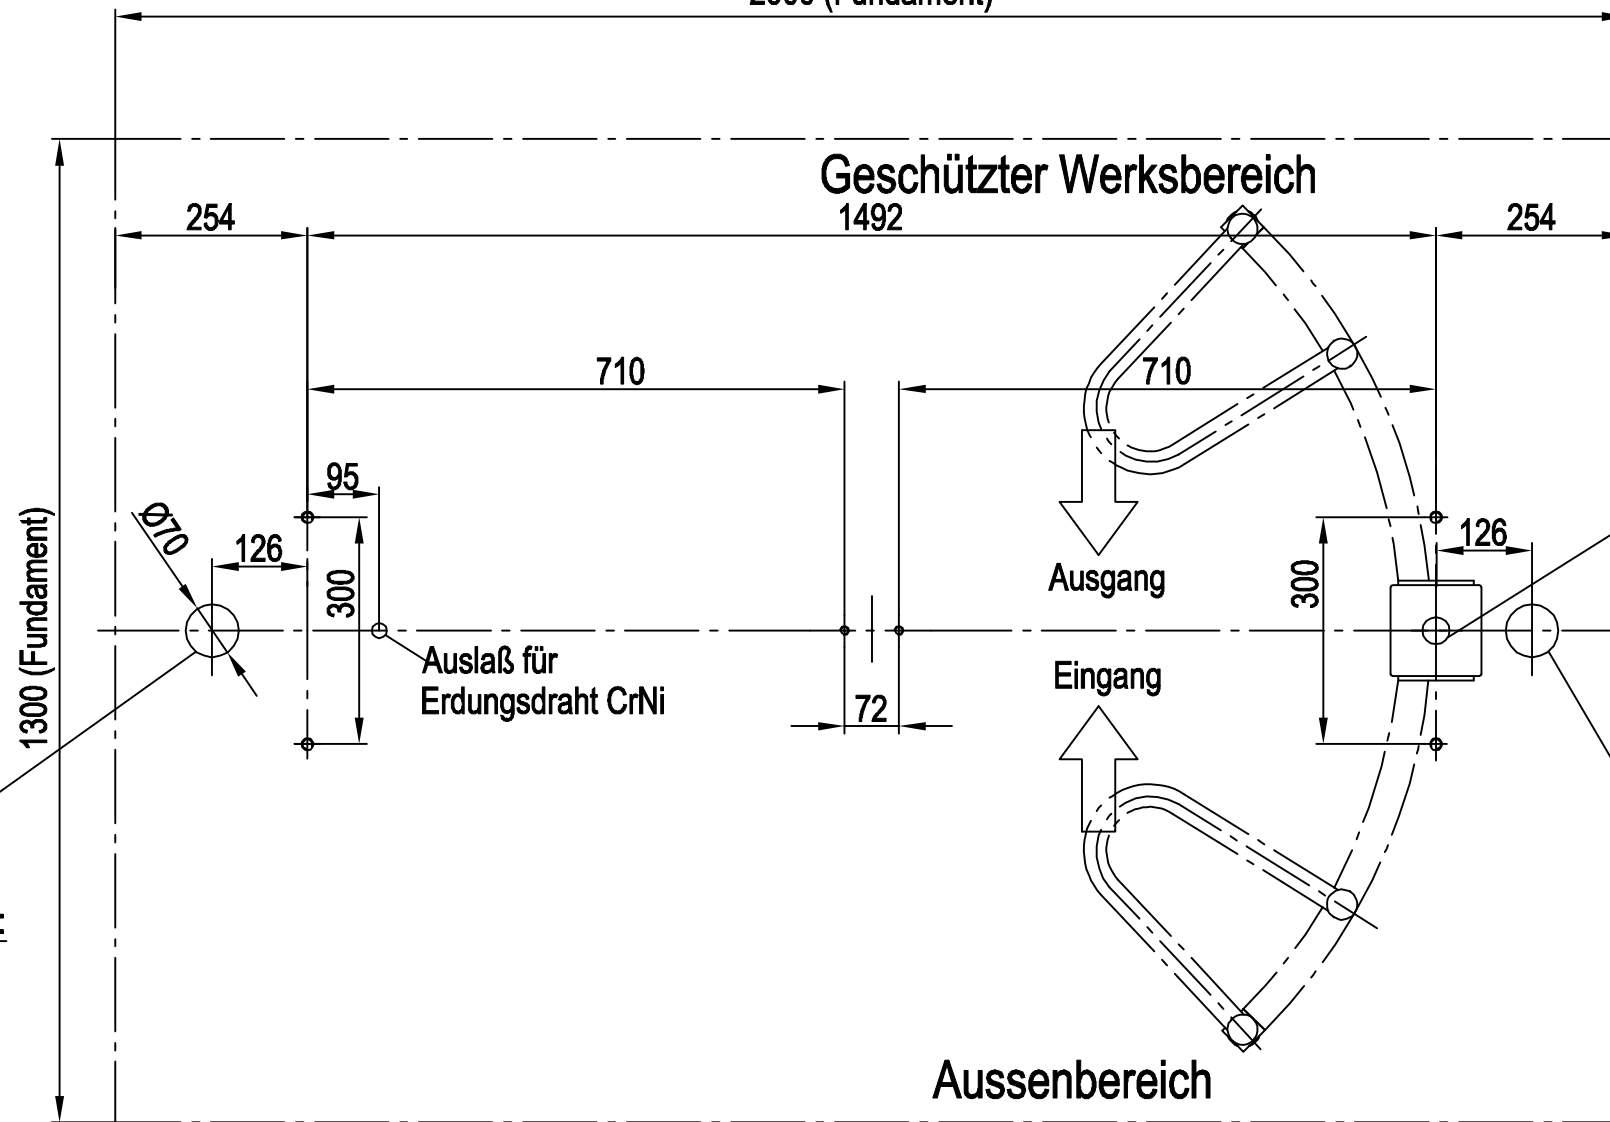 (Fundament)
Geschützter Werksbereich
254
1492
254
710
710
95
Ø70
126
300
1300 (Fundament)
Ausgang
126
300
Auslaß für
Erdungsdraht CrNi
Eingang
72
Aussenbereich